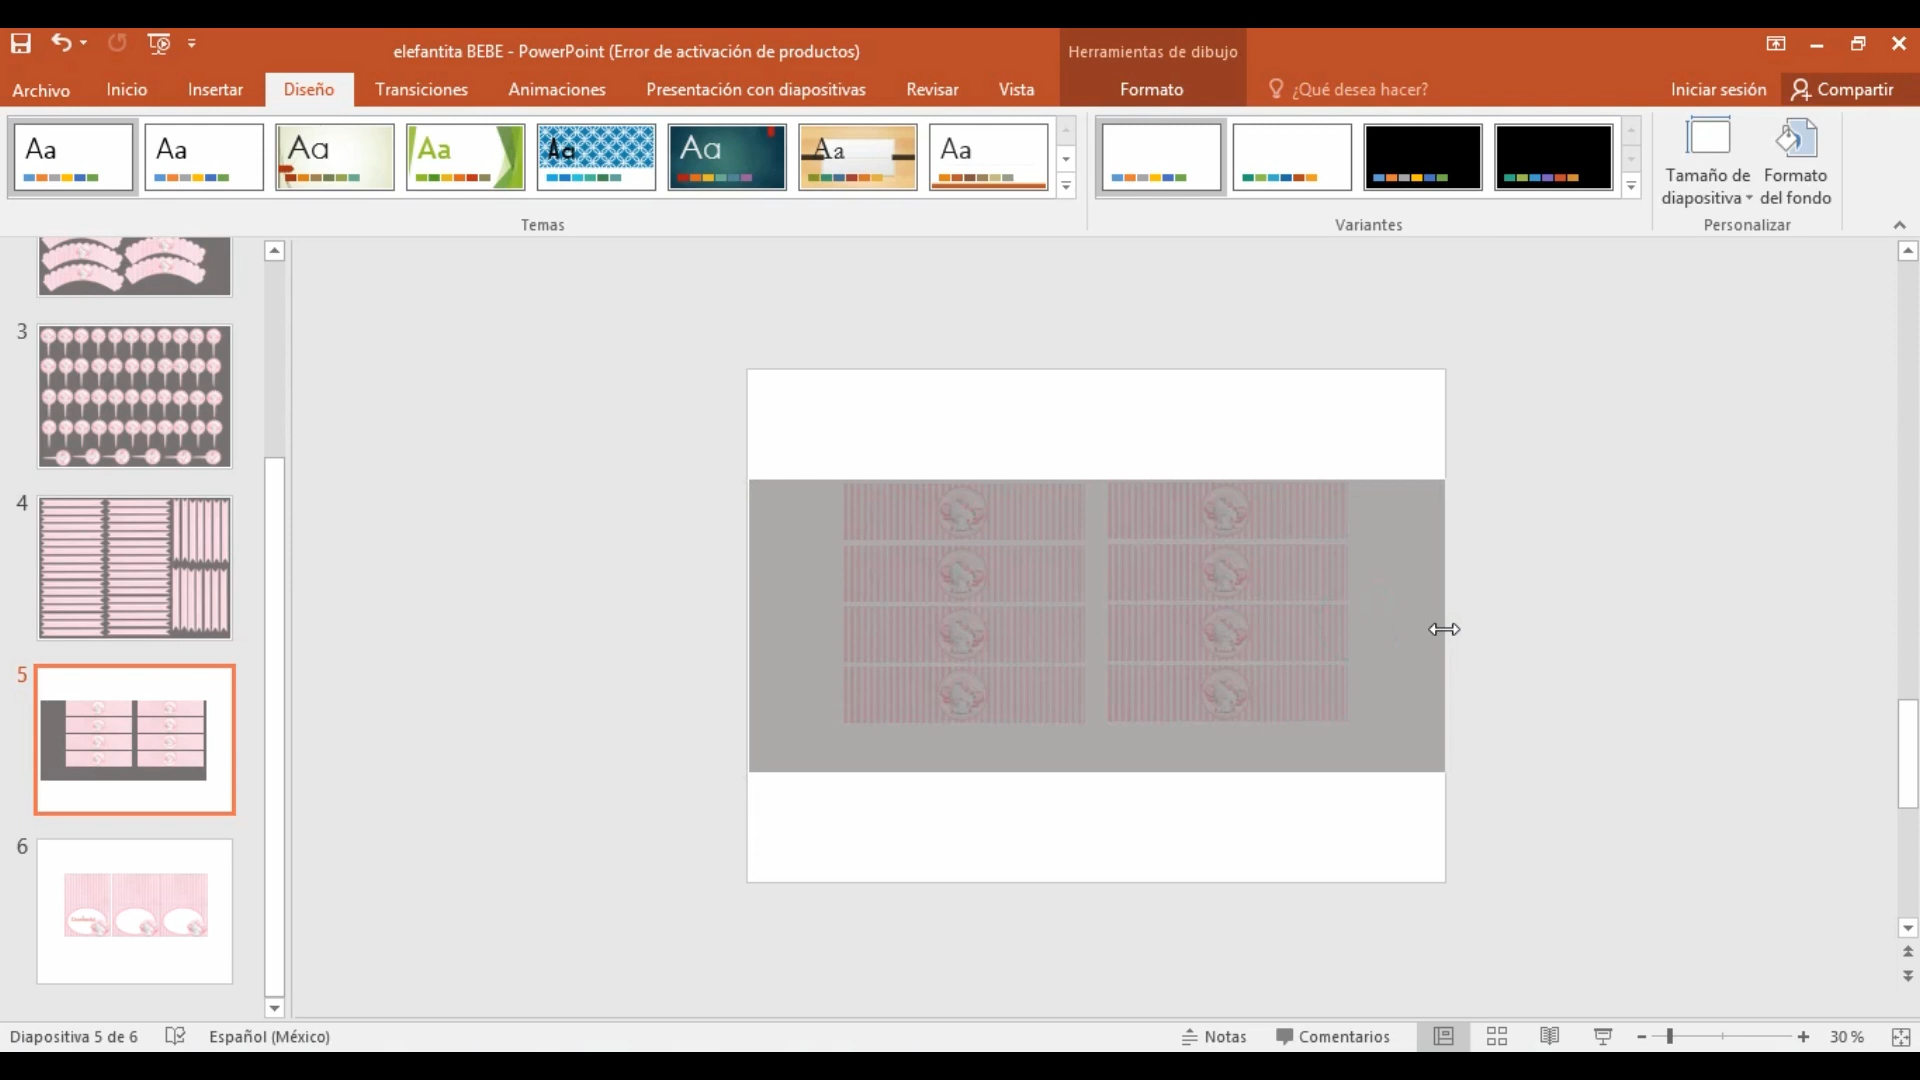 elefantita BEBE - PowerPoint (Error de activación de productos)
Herramientas de dibujo
Archivo
Inicio
Insertar
Diseño
Transiciones
Animaciones
Presentación con diapositivas
Revisar
Vista
Formato
¿Qué desea hacer?
Iniciar sesión
Compartir
Aa
Aa
Aa
Aa
Aa
Aa
Aa
Aa
Tamaño de diapositiva
Formato del fondo
Temas
Variantes
Personalizar
3
4
5
6
Diapositiva 5 de 6
Español (México)
Notas
Comentarios
30 %